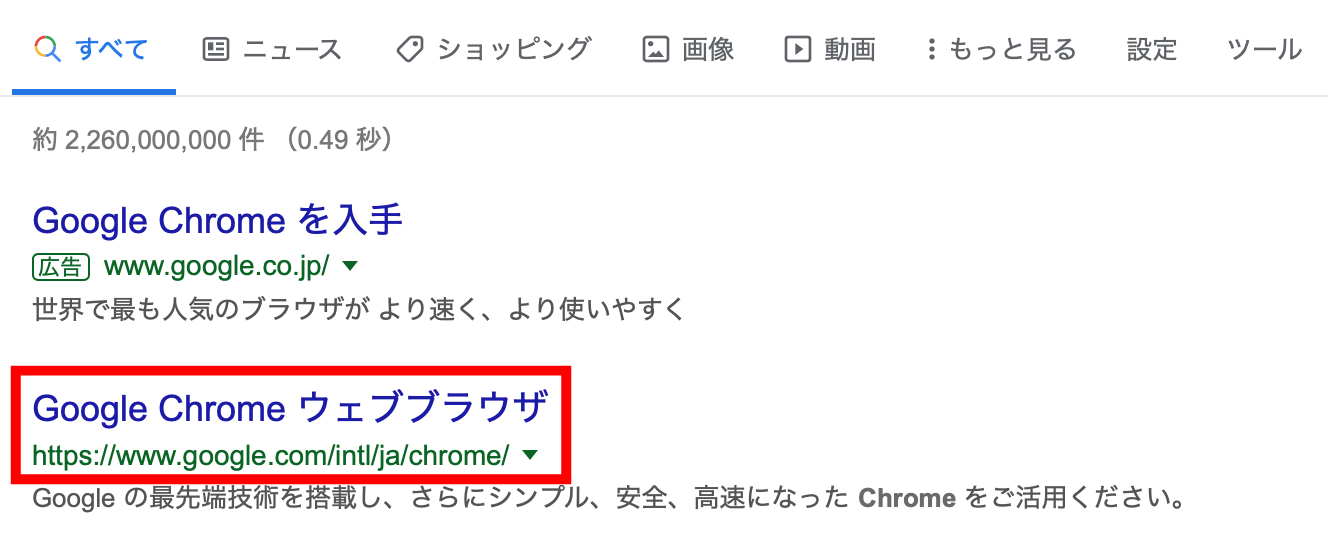 すべて ニュース ショッピング 画像 動画 もっと見る 設定 ツール
約 2,260,000,000 件 （0.49 秒）
Google Chrome を入手
広告 www.google.co.jp/
世界で最も人気のブラウザが より速く、より使いやすく
Google Chrome ウェブブラウザ
https://www.google.com/intl/ja/chrome/
Google の最先端技術を搭載し、さらにシンプル、安全、高速になった Chrome をご活用ください。